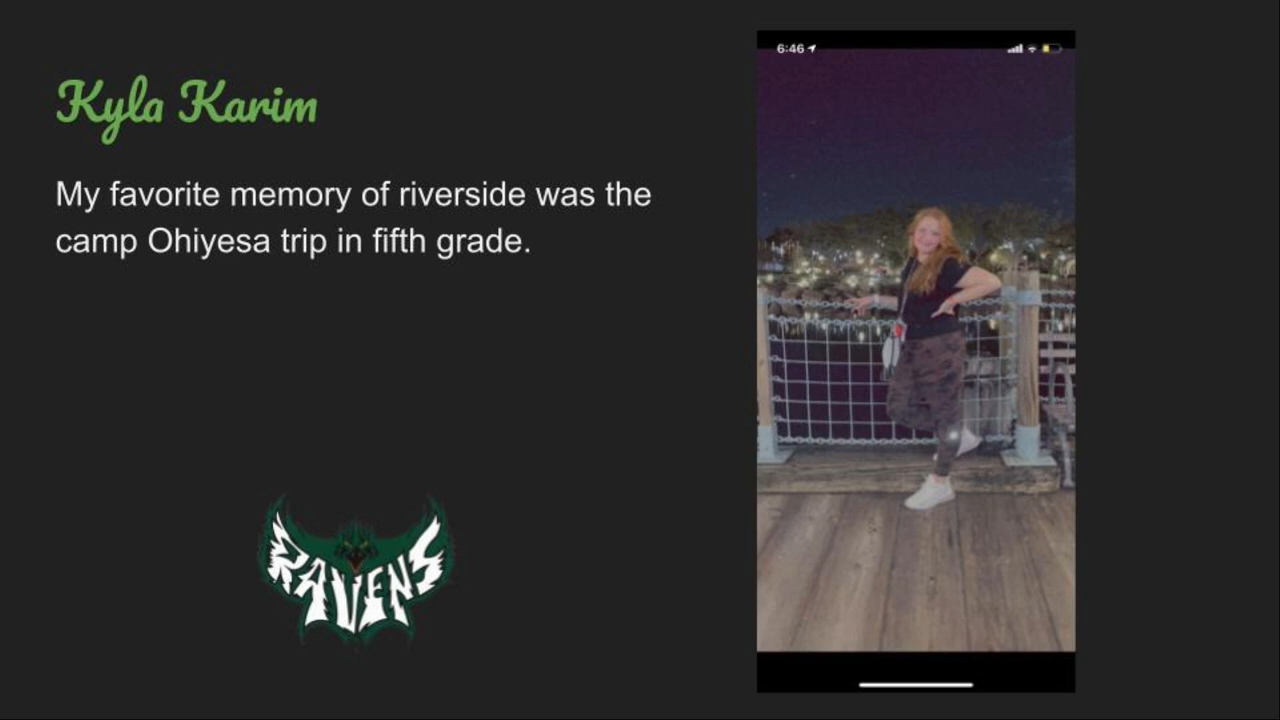 Kyla Karim
My favorite memory of riverside was the
camp Ohiyesa trip in fifth grade.
RAVENS
6:46